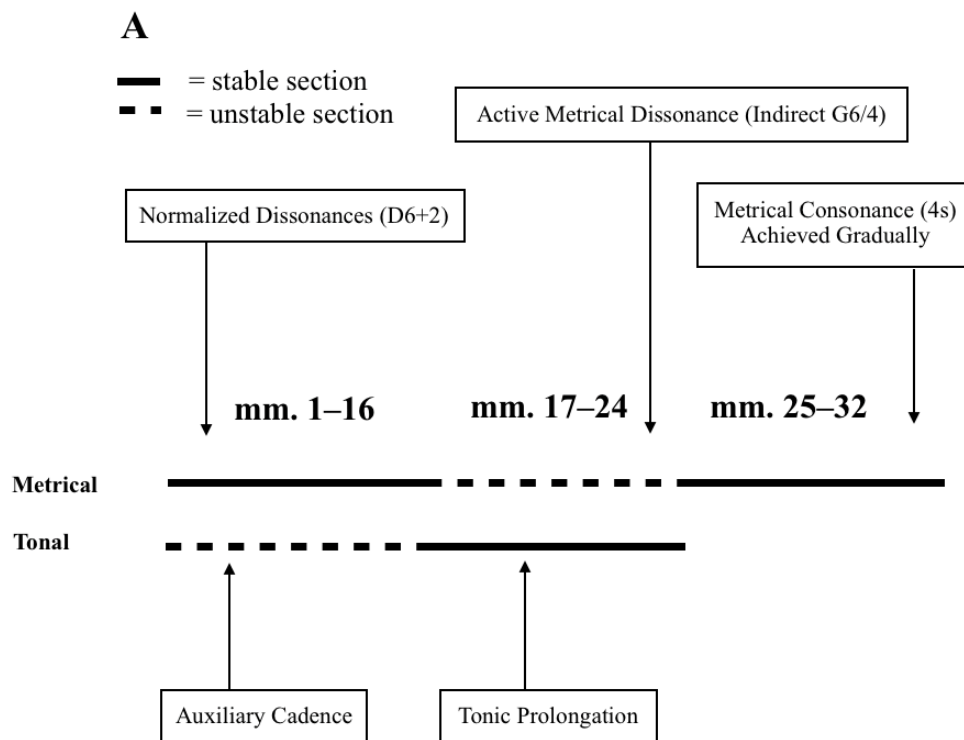 A
= stable section
= unstable section
Active Metrical Dissonance (Indirect G6/4)
Normalized Dissonances (D6+2)
Metrical Consonance (4s)
Achieved Gradually
mm. 1–16
mm. 17–24
mm. 25–32
Metrical
Tonal
Auxiliary Cadence
Tonic Prolongation